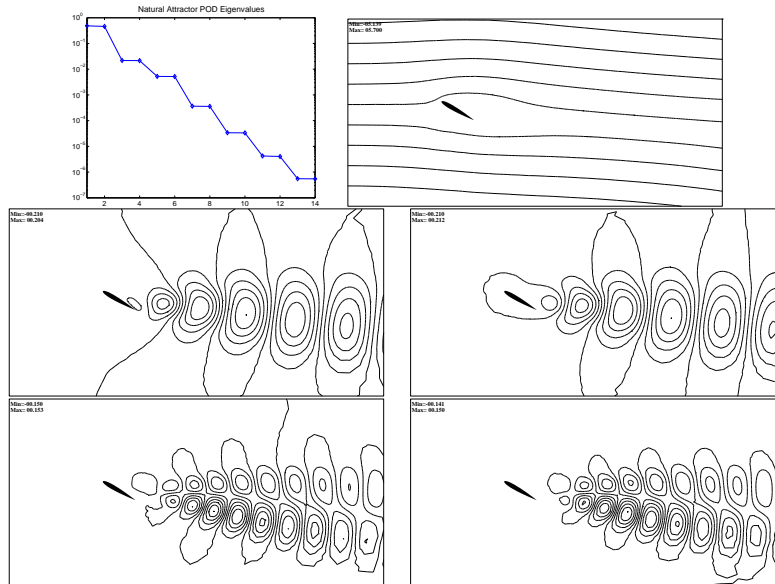 Natural Attractor POD Eigenvalues
10^0
10^-1
10^-2
10^-3
10^-4
10^-5
10^-6
10^-7
2 4 6 8 10 12 14
Min:-05.139
Max: 05.700
Min:-00.210
Max: 00.204
Min:-00.210
Max: 00.212
Min:-00.150
Max: 00.153
Min:-00.141
Max: 00.150